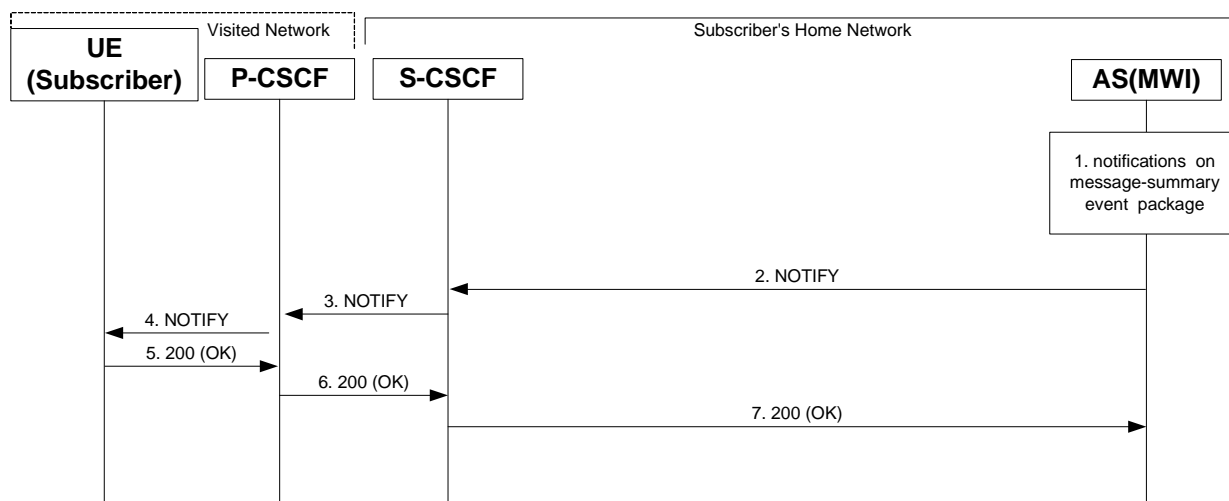 Visited Network
Subscriber's Home Network
UE
(Subscriber)
P-CSCF
S-CSCF
AS(MWI)
1. notifications on
message-summary
event package
2. NOTIFY
3. NOTIFY
4. NOTIFY
5. 200 (OK)
6. 200 (OK)
7. 200 (OK)